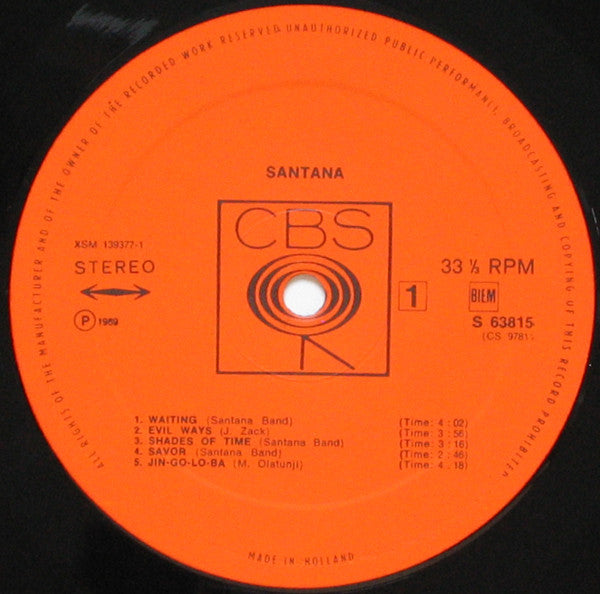 ALL RIGHTS OF THE MANUFACTURER AND OF THE OWNER OF THE RECORDED WORK RESERVED. UNAUTHORIZED PUBLIC PERFORMANCE, BROADCASTING AND COPYING OF THIS RECORD PROHIBITED
SANTANA
CBS
XSM 139377-1
STEREO
P 1969
1
33 ⅓ RPM
BIEM
S 63815
(CS 9781)
1. WAITING (Santana Band) (Time: 4:02)
2. EVIL WAYS (J. Zack) (Time: 3:56)
3. SHADES OF TIME (Santana Band) (Time: 3:16)
4. SAVOR (Santana Band) (Time: 2:46)
5. JIN-GO-LO-BA (M. Olatunji) (Time: 4.18)
MADE IN HOLLAND